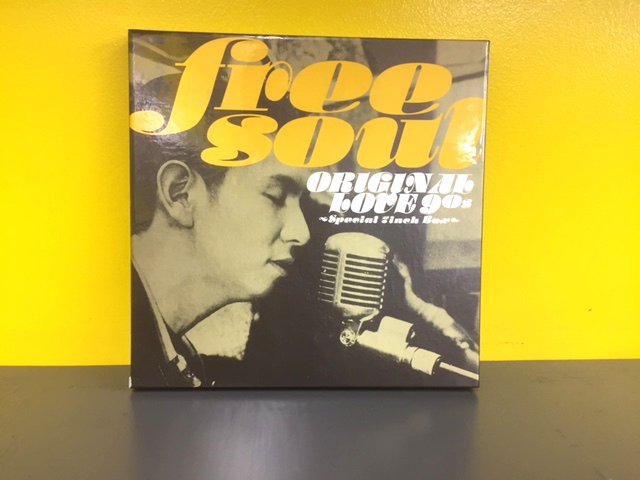 free
soul
ORIGINAL
LOVE 90s
~Special 7inch Box~